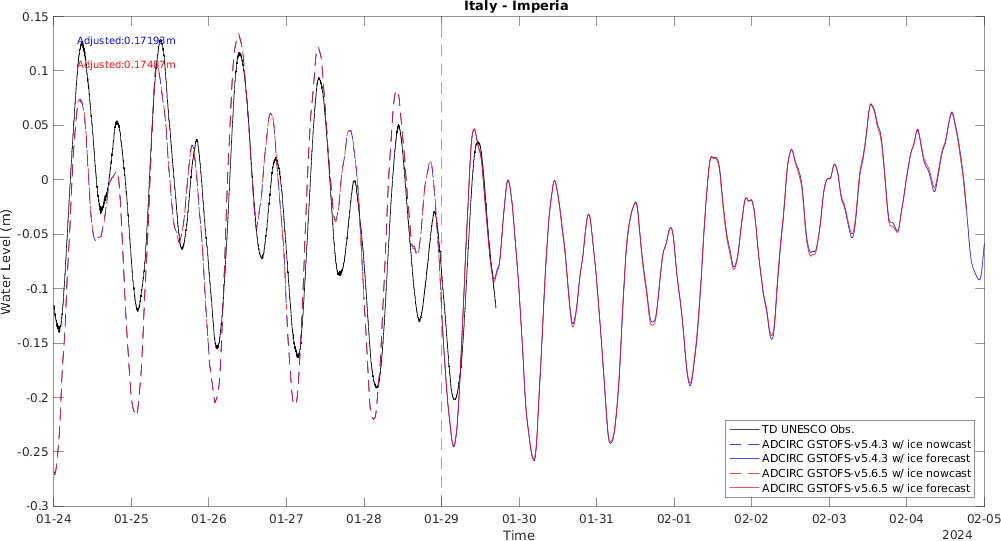 Italy - Imperia
0.15
0.1
0.05
0
-0.05
-0.1
-0.15
-0.2
-0.25
-0.3
Water Level (m)
Adjusted:0.17193m
Adjusted:0.17487m
TD UNESCO Obs.
ADCIRC GSTOFS-v5.4.3 w/ ice nowcast
ADCIRC GSTOFS-v5.4.3 w/ ice forecast
ADCIRC GSTOFS-v5.6.5 w/ ice nowcast
ADCIRC GSTOFS-v5.6.5 w/ ice forecast
01-24 01-25 01-26 01-27 01-28 01-29 01-30 01-31 02-01 02-02 02-03 02-04 02-05
Time
2024